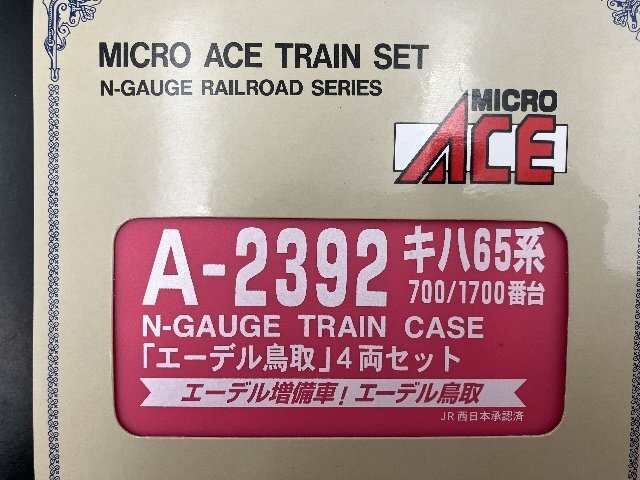 MICRO ACE TRAIN SET
N-GAUGE RAILROAD SERIES
MICRO
ACE
A-2392 キハ65系
700/1700番台
N-GAUGE TRAIN CASE
「エーデル鳥取」4両セット
エーデル増備車!エーデル鳥取
JR西日本承認済